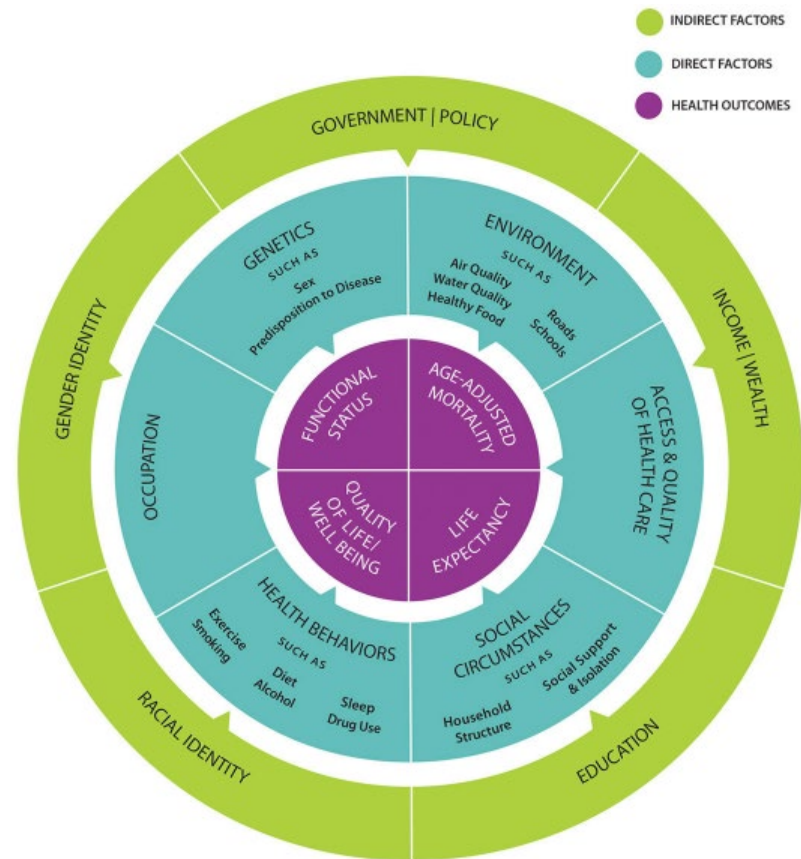 INDIRECT FACTORS
DIRECT FACTORS
HEALTH OUTCOMES
GOVERNMENT | POLICY
INCOME | WEALTH
EDUCATION
RACIAL IDENTITY
GENDER IDENTITY
GENETICS
SUCH AS
Sex
Predisposition to Disease
ENVIRONMENT
SUCH AS
Air Quality
Water Quality
Healthy Food
Roads
Schools
ACCESS & QUALITY
OF HEALTH CARE
SOCIAL
CIRCUMSTANCES
SUCH AS
Household
Structure
Social Support
& Isolation
HEALTH BEHAVIORS
SUCH AS
Exercise
Smoking
Diet
Alcohol
Sleep
Drug Use
OCCUPATION
FUNCTIONAL
STATUS
AGE-ADJUSTED
MORTALITY
QUALITY
OF LIFE/
WELL BEING
LIFE
EXPECTANCY